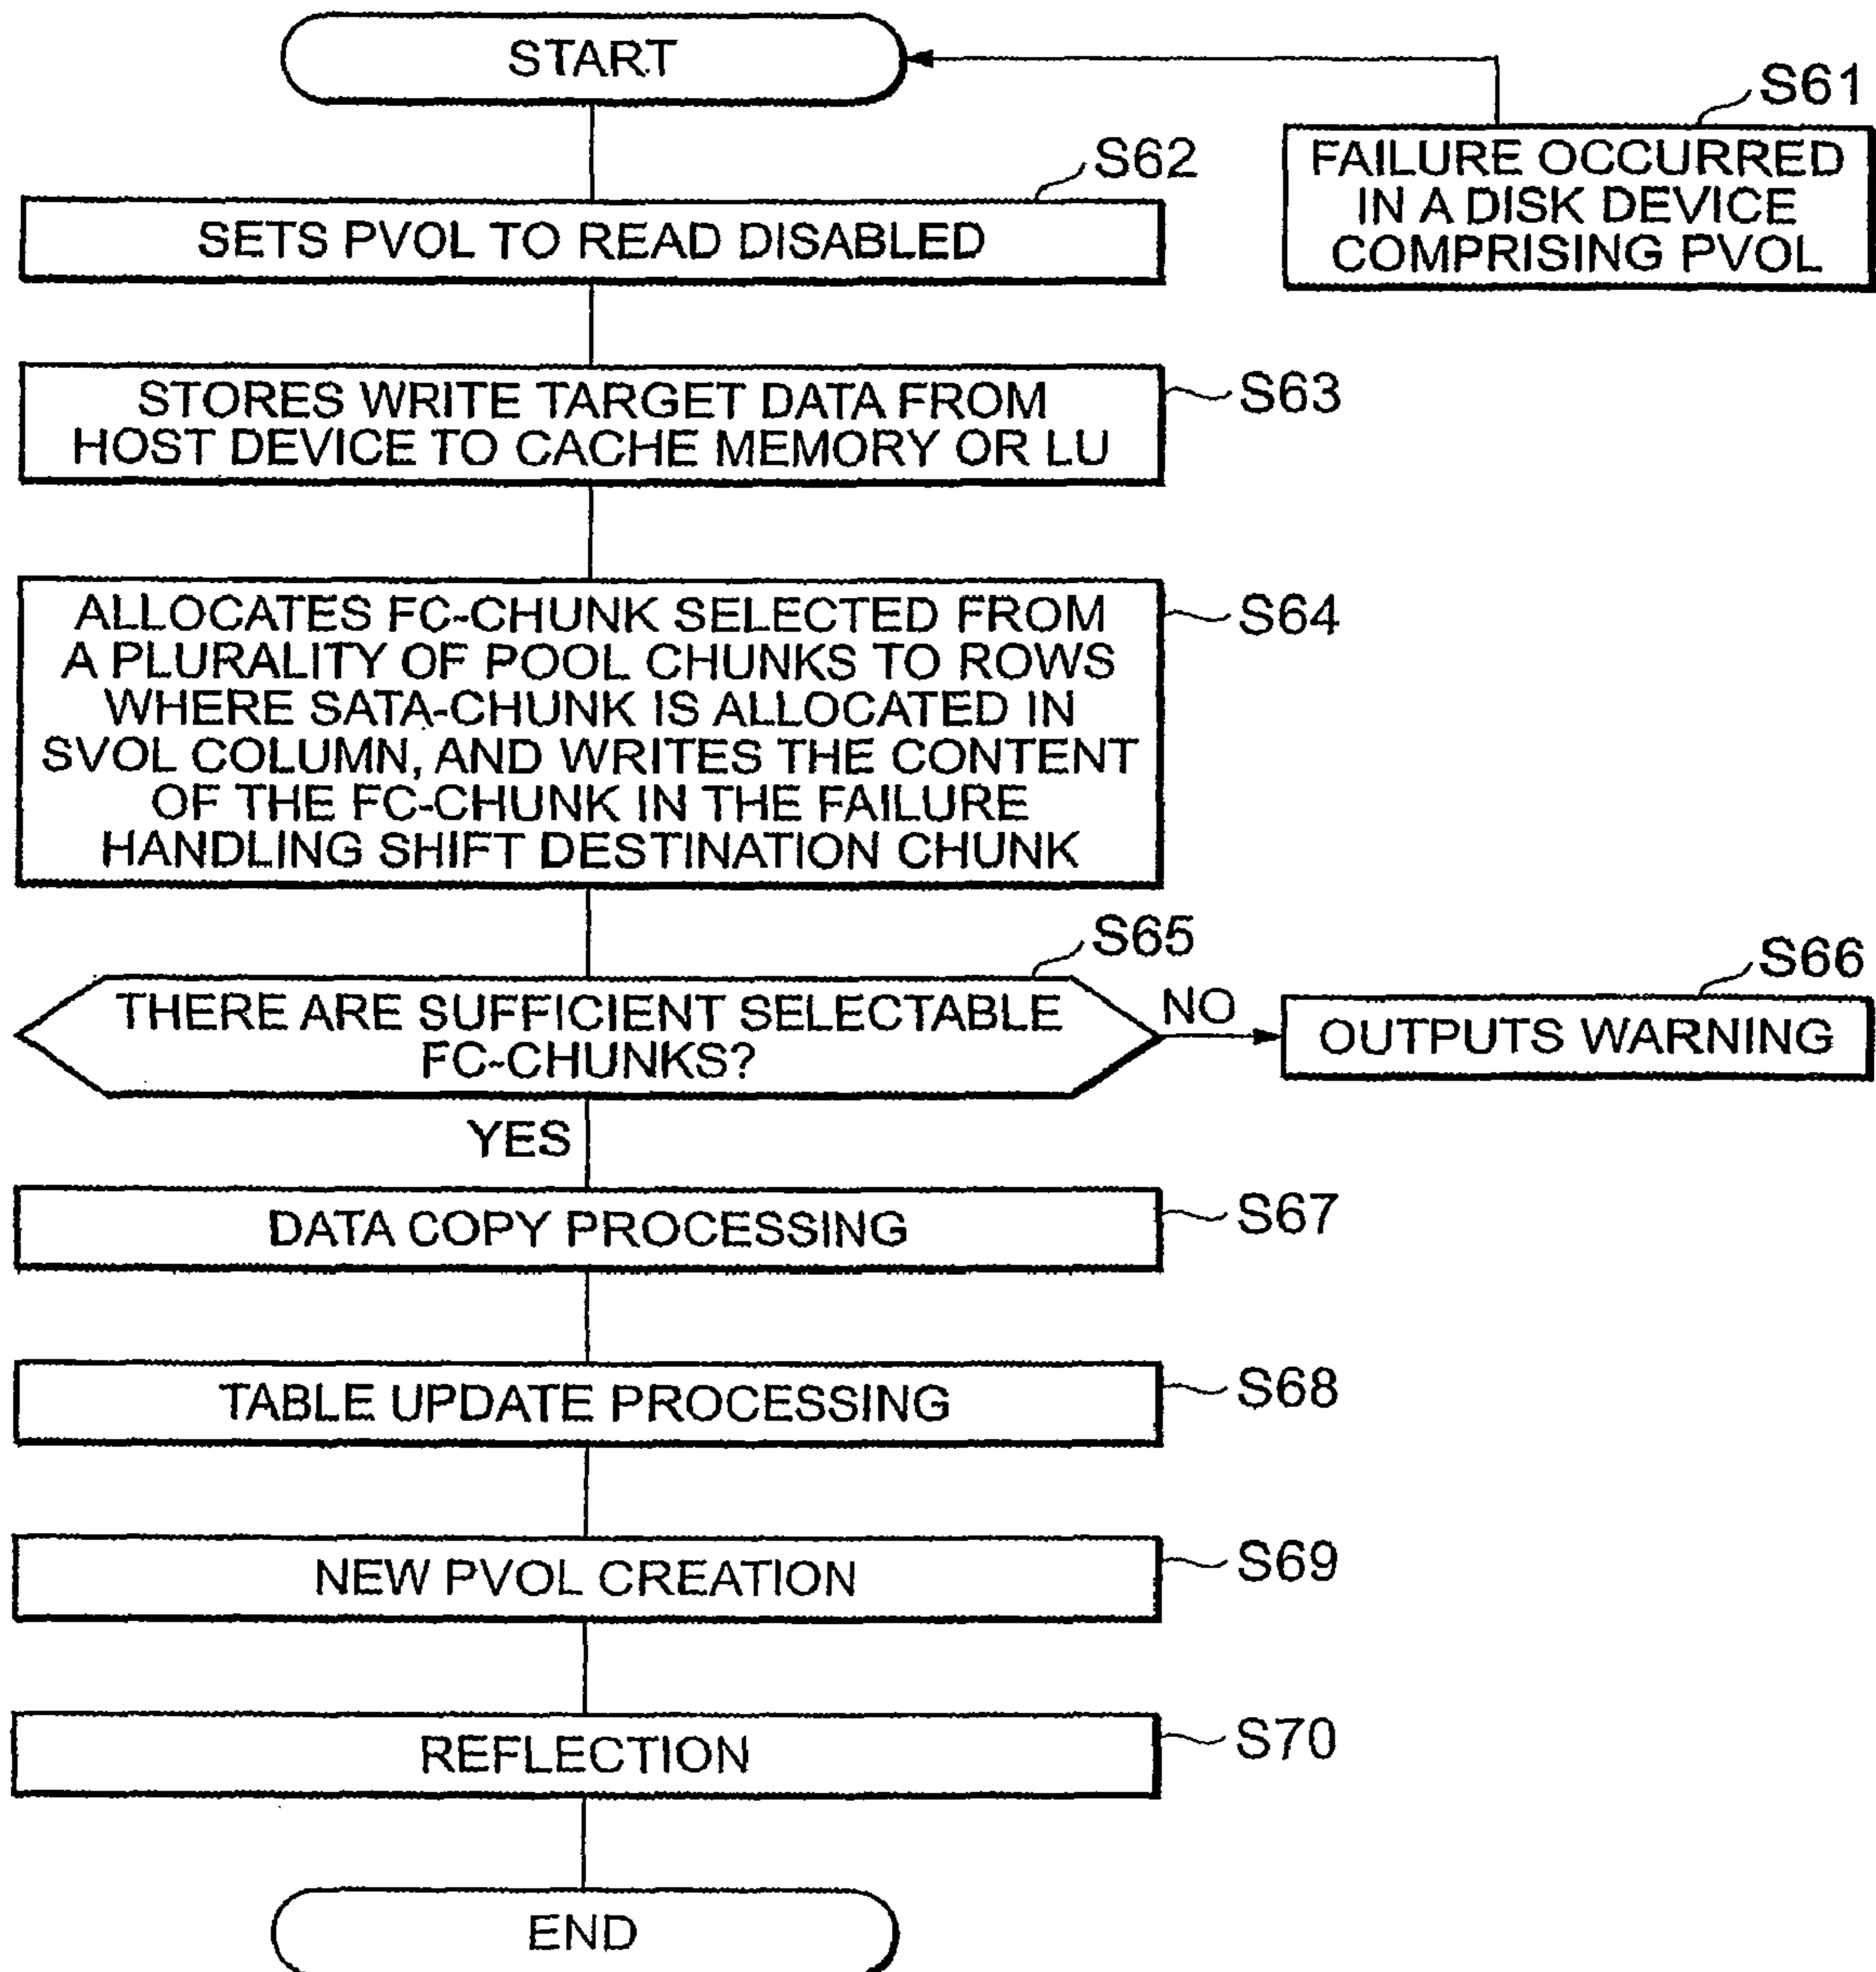 START
S61
FAILURE OCCURRED
IN A DISK DEVICE
COMPRISING PVOL
S62
SETS PVOL TO READ DISABLED
STORES WRITE TARGET DATA FROM
HOST DEVICE TO CACHE MEMORY OR LU
S63
ALLOCATES FC-CHUNK SELECTED FROM
A PLURALITY OF POOL CHUNKS TO ROWS
WHERE SATA-CHUNK IS ALLOCATED IN
SVOL COLUMN, AND WRITES THE CONTENT
OF THE FC-CHUNK IN THE FAILURE
HANDLING SHIFT DESTINATION CHUNK
S64
S65
THERE ARE SUFFICIENT SELECTABLE
FC-CHUNKS?
NO
S66
OUTPUTS WARNING
YES
DATA COPY PROCESSING
S67
TABLE UPDATE PROCESSING
S68
NEW PVOL CREATION
S69
REFLECTION
S70
END